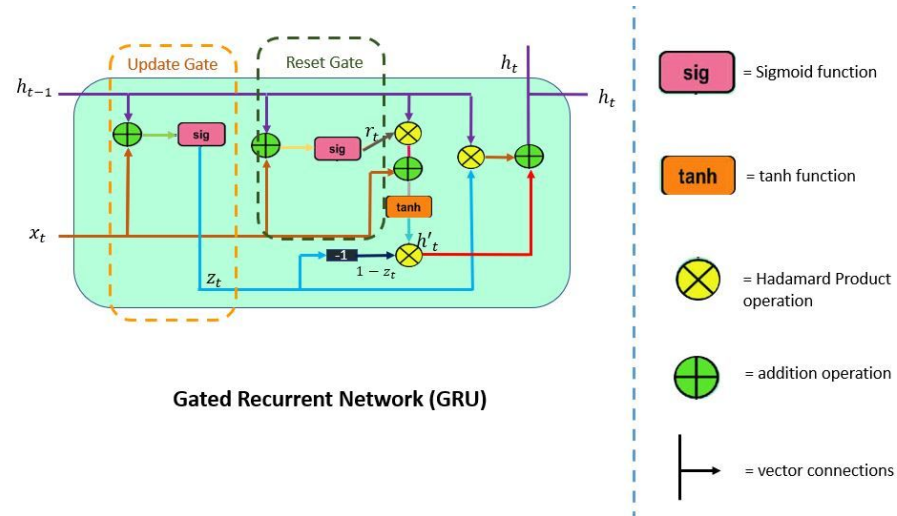 Update Gate
Reset Gate
h_t
h_{t-1}
h_t
sig
sig
r_t
tanh
x_t
h'_t
-1
1 - z_t
z_t
Gated Recurrent Network (GRU)
sig = Sigmoid function
tanh = tanh function
= Hadamard Product
operation
= addition operation
= vector connections